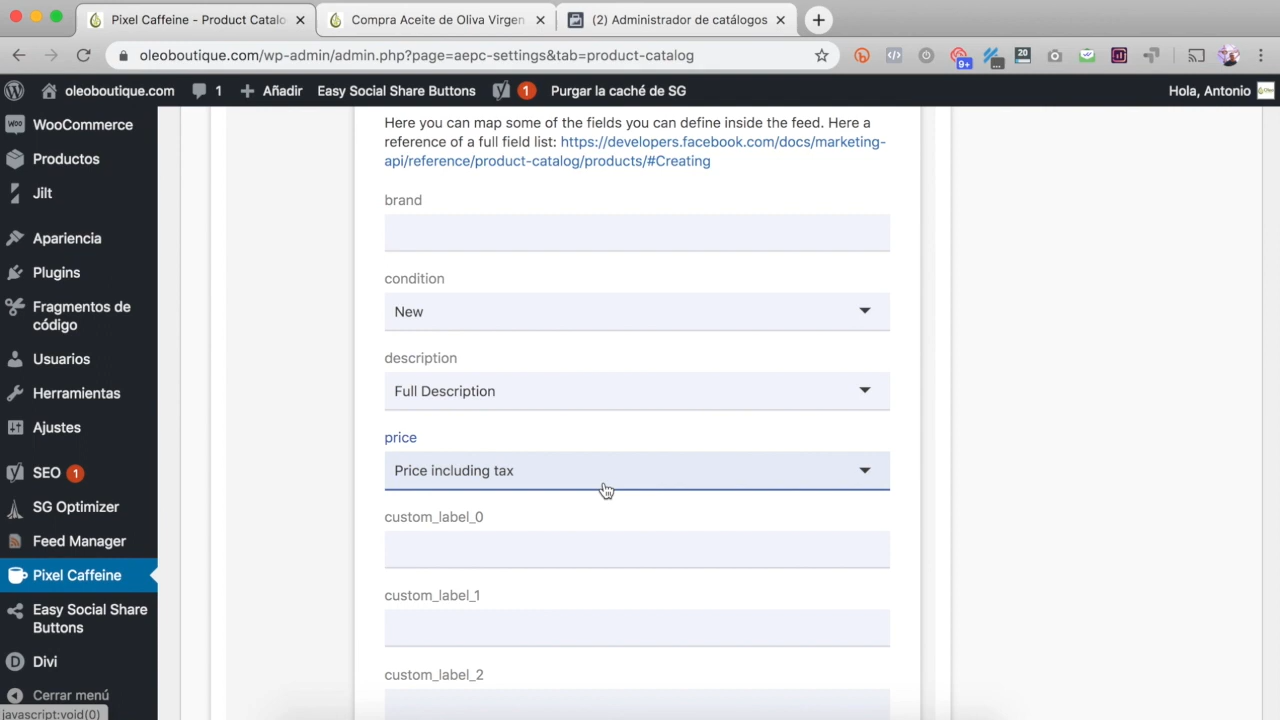 Pixel Caffeine - Product Catalo
Compra Aceite de Oliva Virgen
(2) Administrador de catálogos
oleoboutique.com/wp-admin/admin.php?page=aepc-settings&tab=product-catalog
9+
...
20
oleoboutique.com
1
Añadir
Easy Social Share Buttons
1
Purgar la caché de SG
Hola, Antonio
WooCommerce
Productos
Jilt
Apariencia
Plugins
Fragmentos de
código
Usuarios
Herramientas
Ajustes
SEO 1
SG Optimizer
Feed Manager
Pixel Caffeine
Easy Social Share
Buttons
Divi
Cerrar menú
javascript:void(0)
Here you can map some of the fields you can define inside the feed. Here a
reference of a full field list: https://developers.facebook.com/docs/marketing-
api/reference/product-catalog/products/#Creating
brand
condition
New
description
Full Description
price
Price including tax
custom_label_0
custom_label_1
custom_label_2